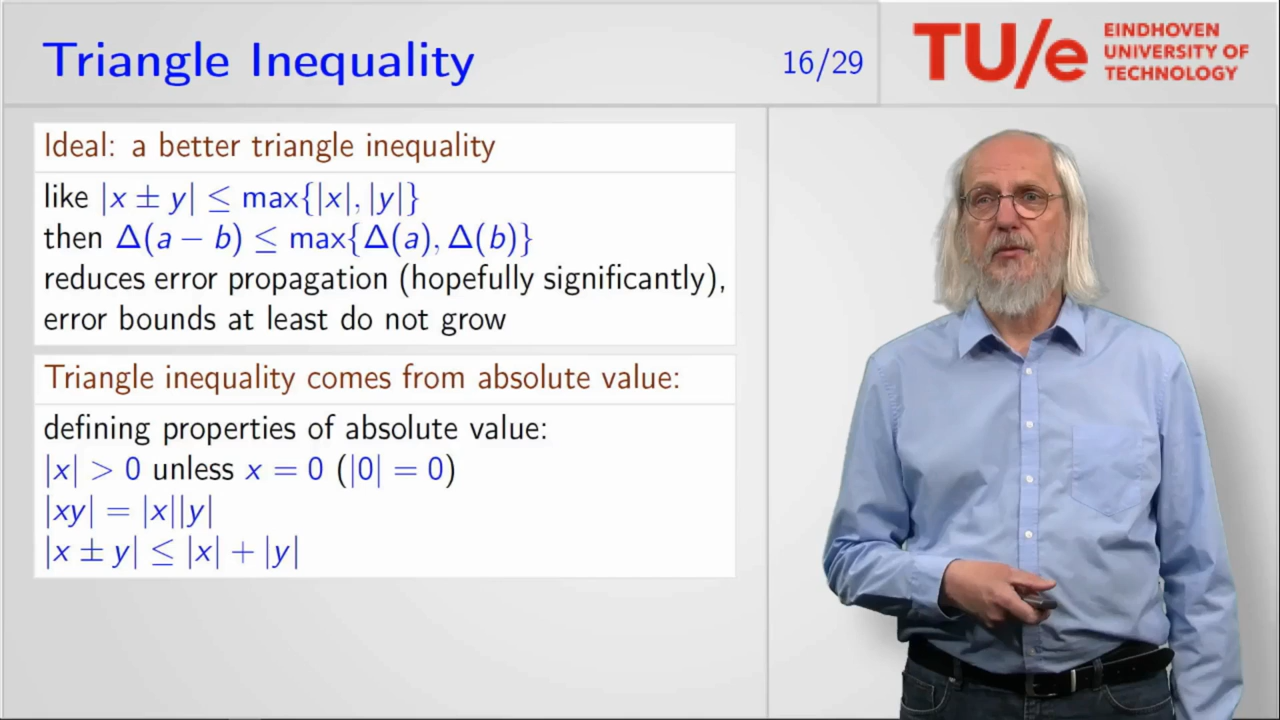 Triangle Inequality
16/29
TU/e
EINDHOVEN
UNIVERSITY OF
TECHNOLOGY
Ideal: a better triangle inequality
like |x ± y| ≤ max{|x|, |y|}
then Δ(a − b) ≤ max{Δ(a), Δ(b)}
reduces error propagation (hopefully significantly),
error bounds at least do not grow
Triangle inequality comes from absolute value:
defining properties of absolute value:
|x| > 0 unless x = 0 (|0| = 0)
|xy| = |x||y|
|x ± y| ≤ |x| + |y|